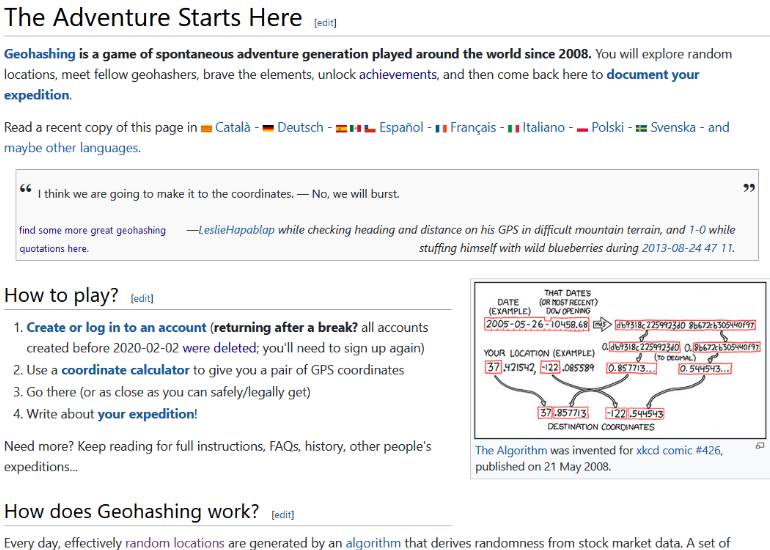 The Adventure Starts Here [edit]
Geohashing is a game of spontaneous adventure generation played around the world since 2008. You will explore random
locations, meet fellow geohashers, brave the elements, unlock achievements, and then come back here to document your
expedition.
Read a recent copy of this page in Català - Deutsch - Español - Français - Italiano - Polski - Svenska - and
maybe other languages.
“ I think we are going to make it to the coordinates. — No, we will burst. ”
find some more great geohashing
quotations here.
—LeslieHapablap while checking heading and distance on his GPS in difficult mountain terrain, and 1-0 while
stuffing himself with wild blueberries during 2013-08-24 47 11.
How to play? [edit]
1. Create or log in to an account (returning after a break? all accounts
created before 2020-02-02 were deleted; you'll need to sign up again)
2. Use a coordinate calculator to give you a pair of GPS coordinates
3. Go there (or as close as you can safely/legally get)
4. Write about your expedition!
Need more? Keep reading for full instructions, FAQs, history, other people's
expeditions...
DATE
(EXAMPLE)
THAT DATE'S
(OR MOST RECENT)
DOW OPENING
2005-05-26-10458.68 md5 db9318c225992380 8b672cb305440f97
YOUR LOCATION (EXAMPLE)
0.db9318c225992380 0.8b672cb305440f97
(TO DECIMAL)
37.421542, -122.085589 0.857713... 0.544543...
37.857713 -122.544543
DESTINATION COORDINATES
The Algorithm was invented for xkcd comic #426,
published on 21 May 2008.
How does Geohashing work? [edit]
Every day, effectively random locations are generated by an algorithm that derives randomness from stock market data. A set of